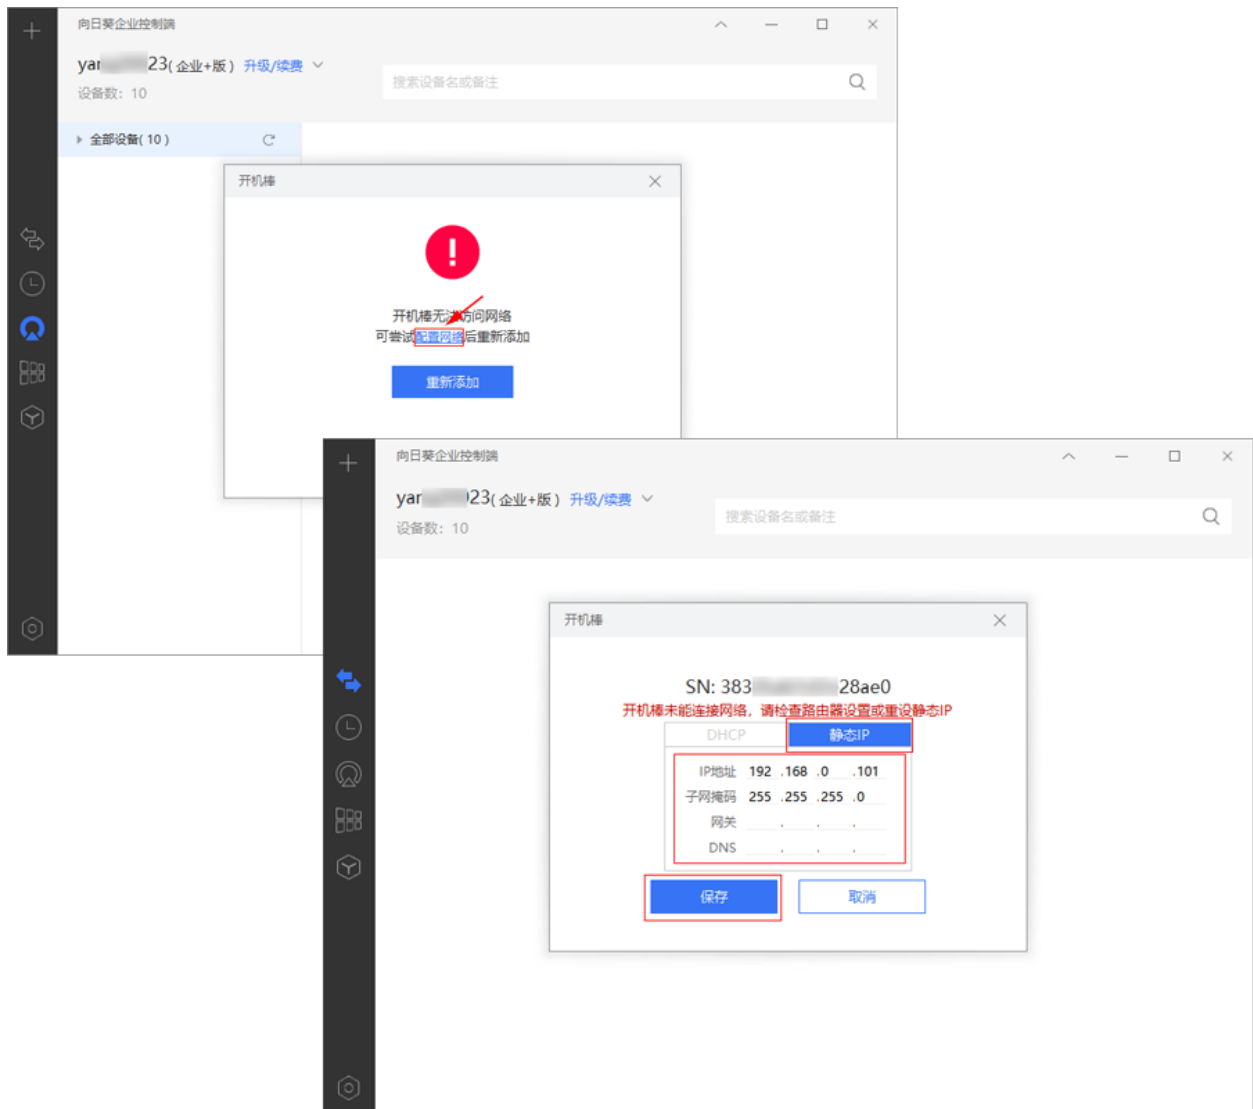 向日葵企业控制端
yar 23(企业+版) 升级/续费
设备数：10
搜索设备名或备注
全部设备(10)
开机棒
!
开机棒无法访问网络
可尝试配置网络后重新添加
重新添加
向日葵企业控制端
yar 23(企业+版) 升级/续费
设备数：10
搜索设备名或备注
开机棒
SN: 383 28ae0
开机棒未能连接网络，请检查路由器设置或重设静态IP
DHCP 静态IP
IP地址 192 .168 .0 .101
子网掩码 255 .255 .255 .0
网关 . . .
DNS . . .
保存 取消